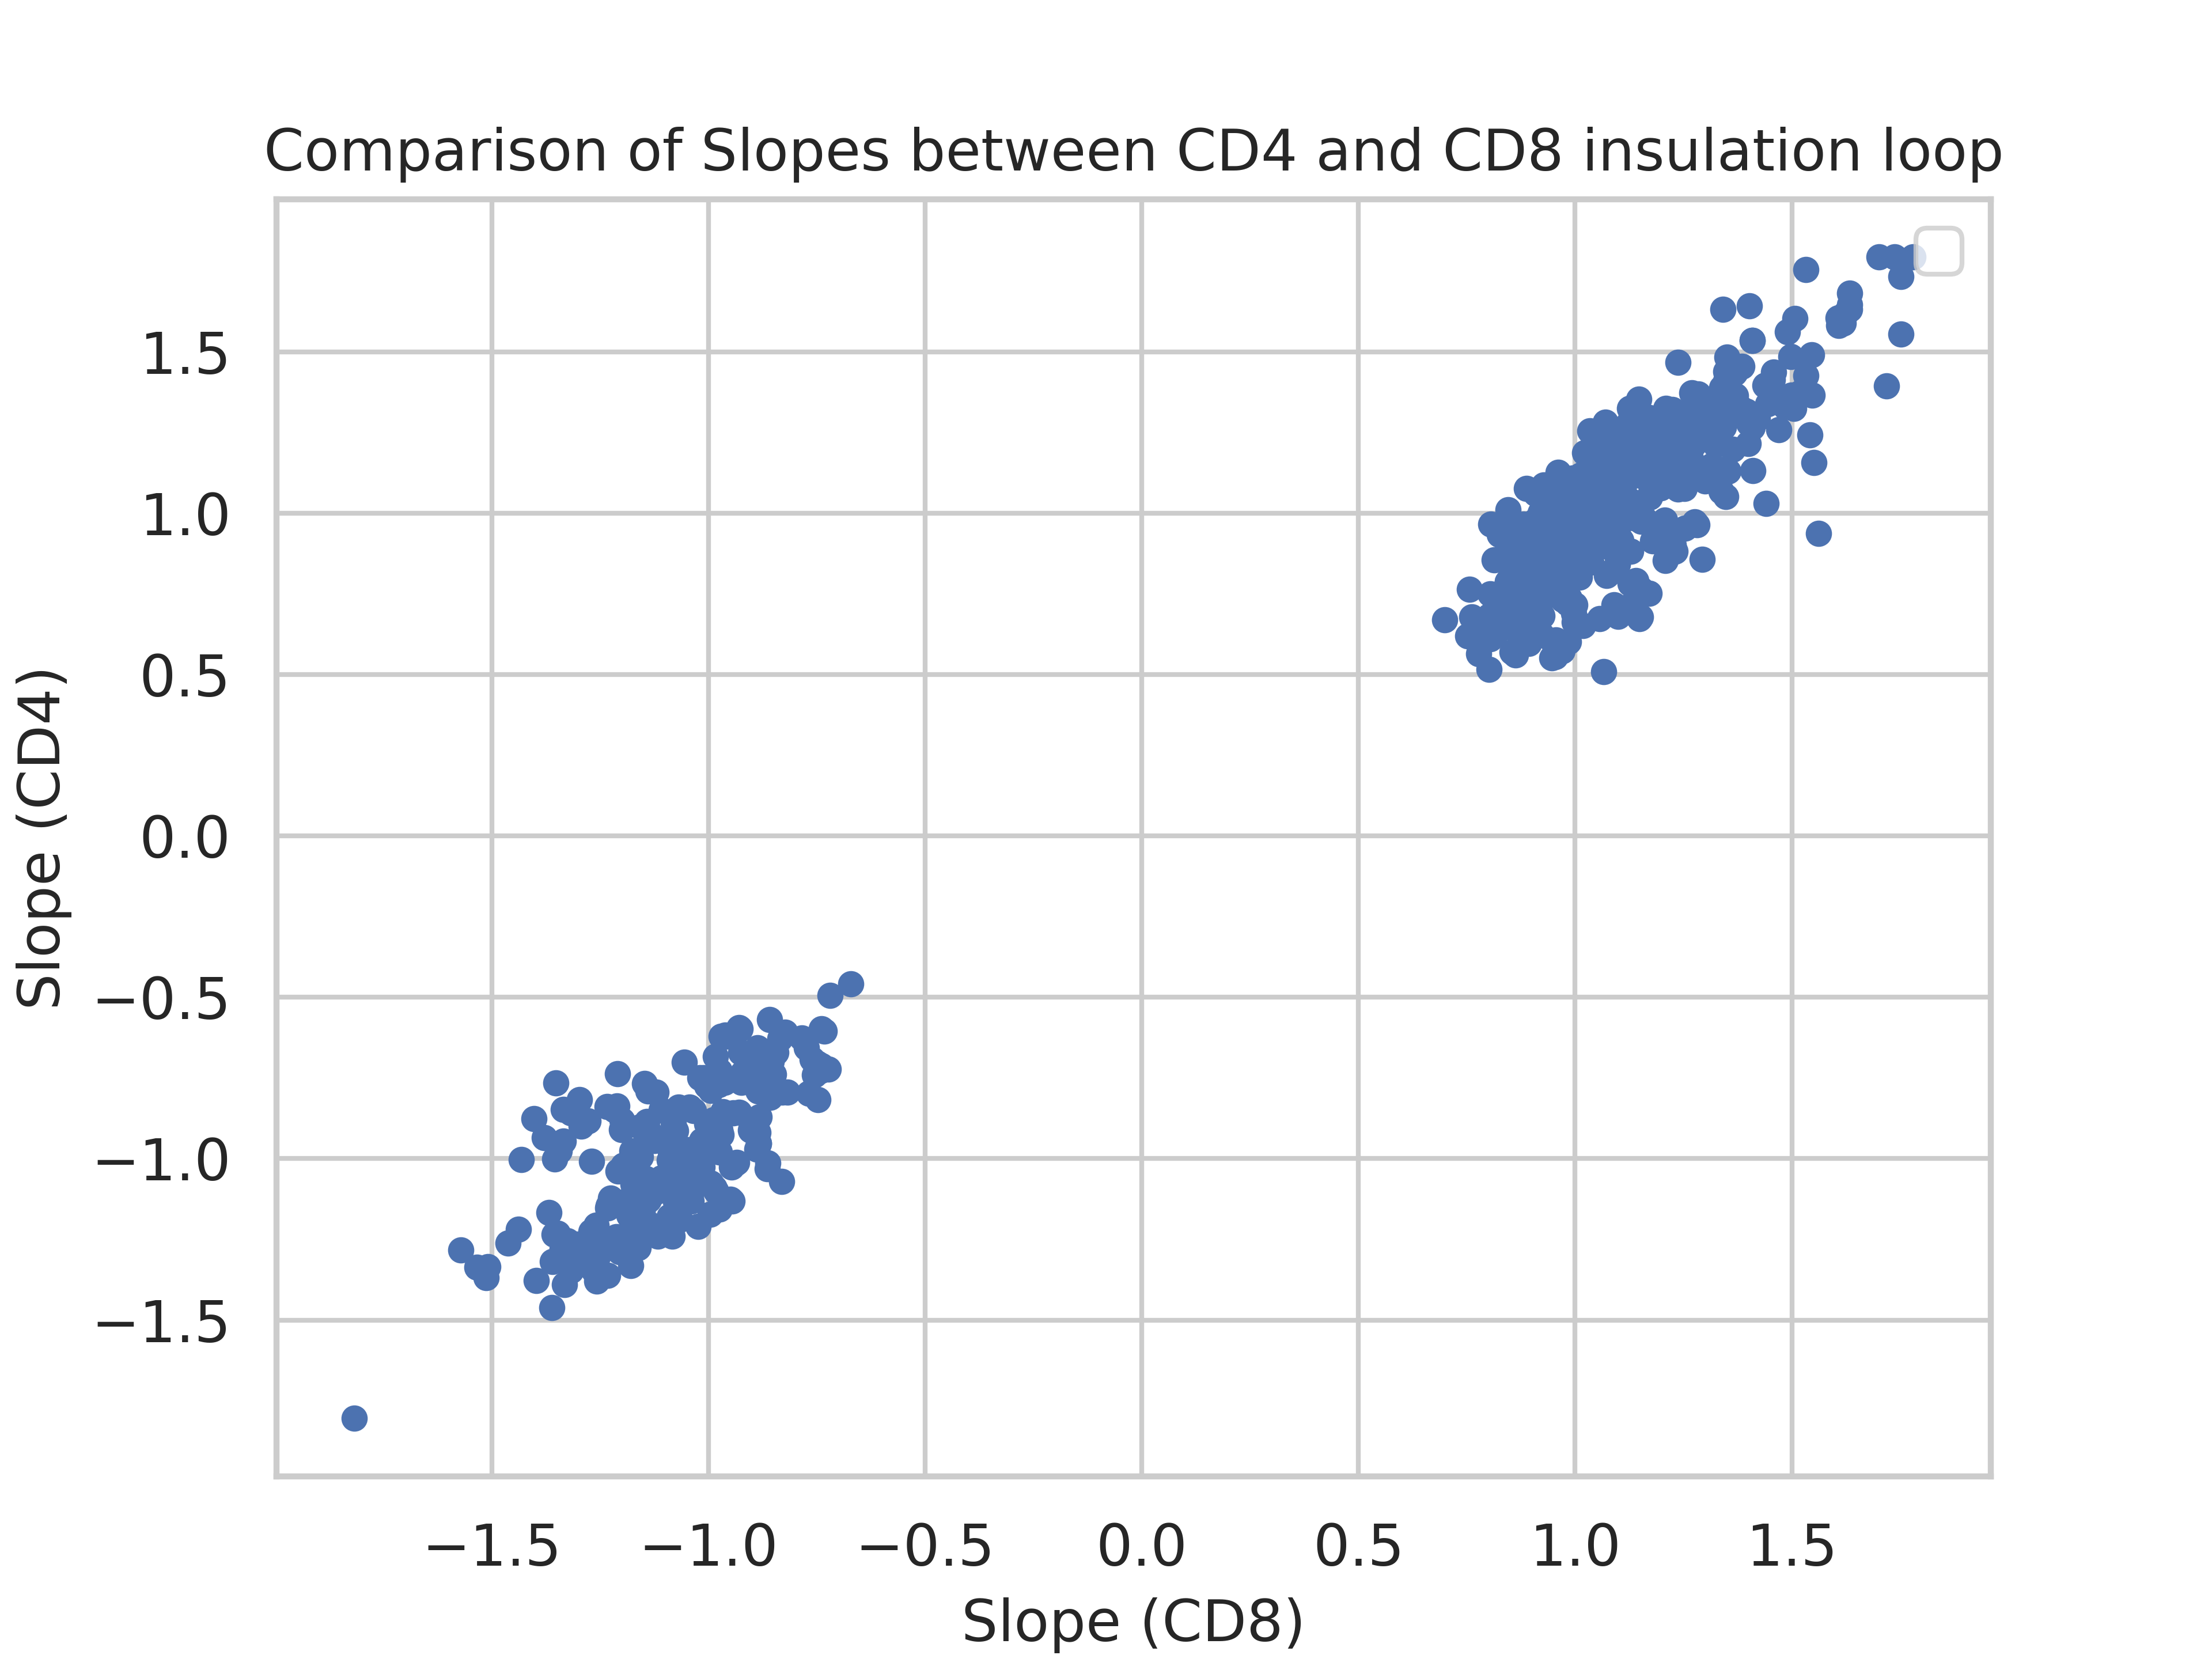 Comparison of Slopes between CD4 and CD8 insulation loop
Slope (CD4)
1.5
1.0
0.5
0.0
−0.5
−1.0
−1.5
−1.5 −1.0 −0.5 0.0 0.5 1.0 1.5
Slope (CD8)